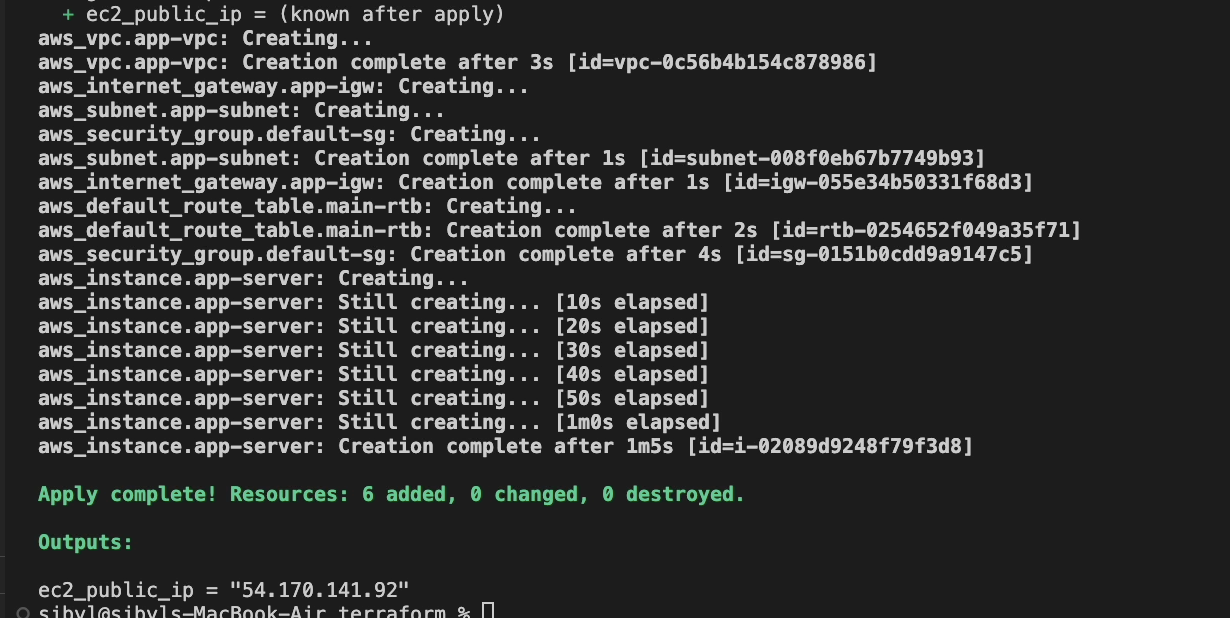 + ec2_public_ip = (known after apply)
aws_vpc.app-vpc: Creating...
aws_vpc.app-vpc: Creation complete after 3s [id=vpc-0c56b4b154c878986]
aws_internet_gateway.app-igw: Creating...
aws_subnet.app-subnet: Creating...
aws_security_group.default-sg: Creating...
aws_subnet.app-subnet: Creation complete after 1s [id=subnet-008f0eb67b7749b93]
aws_internet_gateway.app-igw: Creation complete after 1s [id=igw-055e34b50331f68d3]
aws_default_route_table.main-rtb: Creating...
aws_default_route_table.main-rtb: Creation complete after 2s [id=rtb-0254652f049a35f71]
aws_security_group.default-sg: Creation complete after 4s [id=sg-0151b0cdd9a9147c5]
aws_instance.app-server: Creating...
aws_instance.app-server: Still creating... [10s elapsed]
aws_instance.app-server: Still creating... [20s elapsed]
aws_instance.app-server: Still creating... [30s elapsed]
aws_instance.app-server: Still creating... [40s elapsed]
aws_instance.app-server: Still creating... [50s elapsed]
aws_instance.app-server: Still creating... [1m0s elapsed]
aws_instance.app-server: Creation complete after 1m5s [id=i-02089d9248f79f3d8]
Apply complete! Resources: 6 added, 0 changed, 0 destroyed.
Outputs:
ec2_public_ip = "54.170.141.92"
sibyl@sibyls-MacBook-Air terraform %